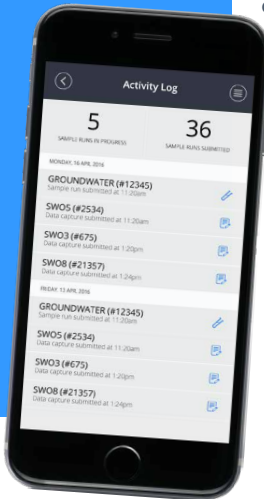 Activity Log
5
36
SAMPLE RUNS IN PROGRESS
SAMPLE RUNS SUBMITTED
MONDAY, 16 APR, 2016
GROUNDWATER (#12345)
Sample run submitted at 11:20am
SWO5 (#2534)
Data capture submitted at 11:20am
SWO3 (#675)
Data capture submitted at 1:20pm
SWO8 (#21357)
Data capture submitted at 1:24pm
FRIDAY, 13 APR, 2016
GROUNDWATER (#12345)
Sample run submitted at 11:20am
SWO5 (#2534)
Data capture submitted at 11:20am
SWO3 (#675)
Data capture submitted at 1:20pm
SWO8 (#21357)
Data capture submitted at 1:24pm